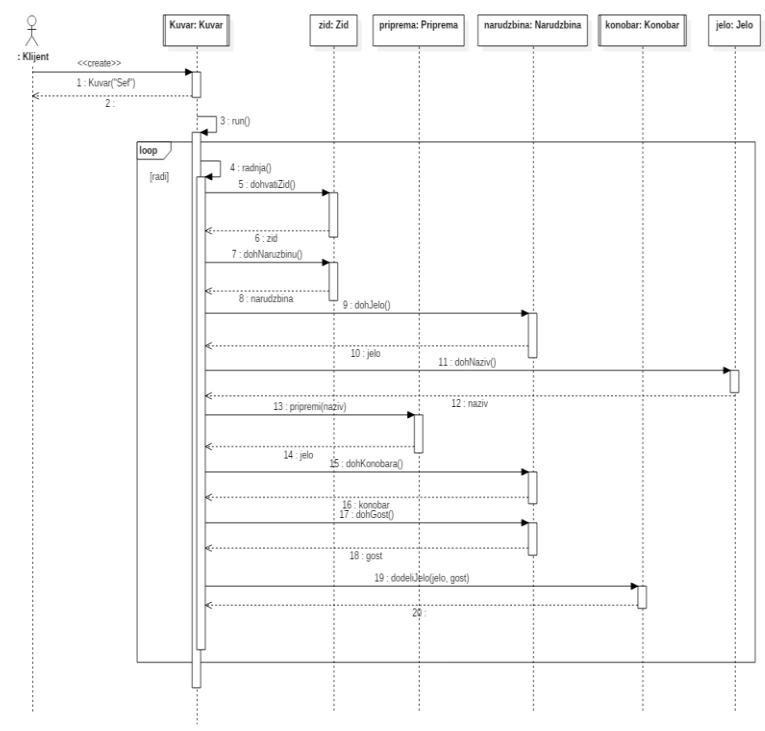 Kuvar: Kuvar
zid: Zid
priprema: Priprema
narudzbina: Narudzbina
konobar: Konobar
jelo: Jelo
: Klijent
<<create>>
1 : Kuvar("Sef")
2 :
3 : run()
loop
[radi]
4 : radnja()
5 : dohvatiZid()
6 : zid
7 : dohNaruzbinu()
8 : narudzbina
9 : dohJelo()
10 : jelo
11 : dohNaziv()
12 : naziv
13 : pripremi(naziv)
14 : jelo
15 : dohKonobara()
16 : konobar
17 : dohGost()
18 : gost
19 : dodeliJelo(jelo, gost)
20 :